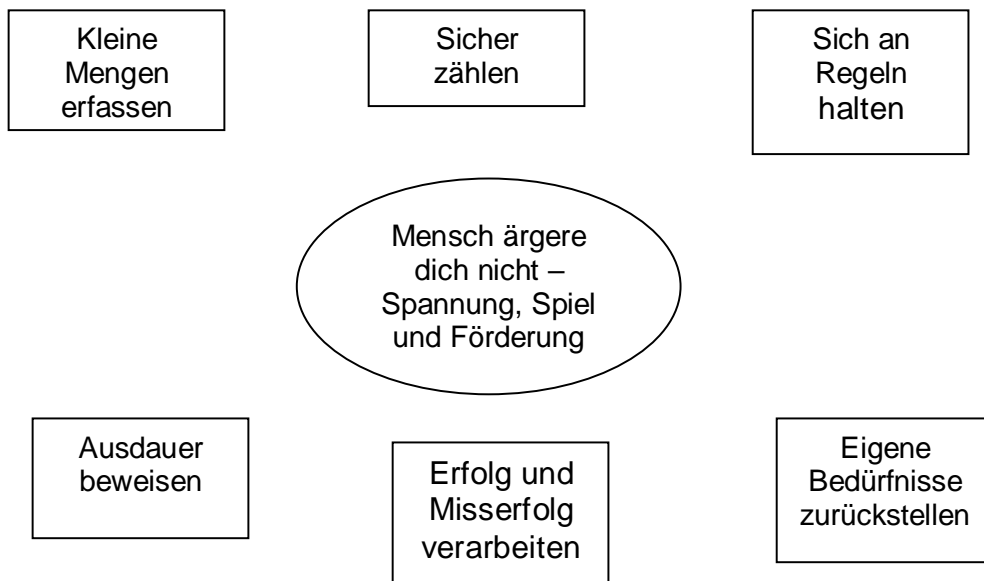 Kleine
Mengen
erfassen
Sicher
zählen
Sich an
Regeln
halten
Mensch ärgere
dich nicht –
Spannung, Spiel
und Förderung
Ausdauer
beweisen
Erfolg und
Misserfolg
verarbeiten
Eigene
Bedürfnisse
zurückstellen